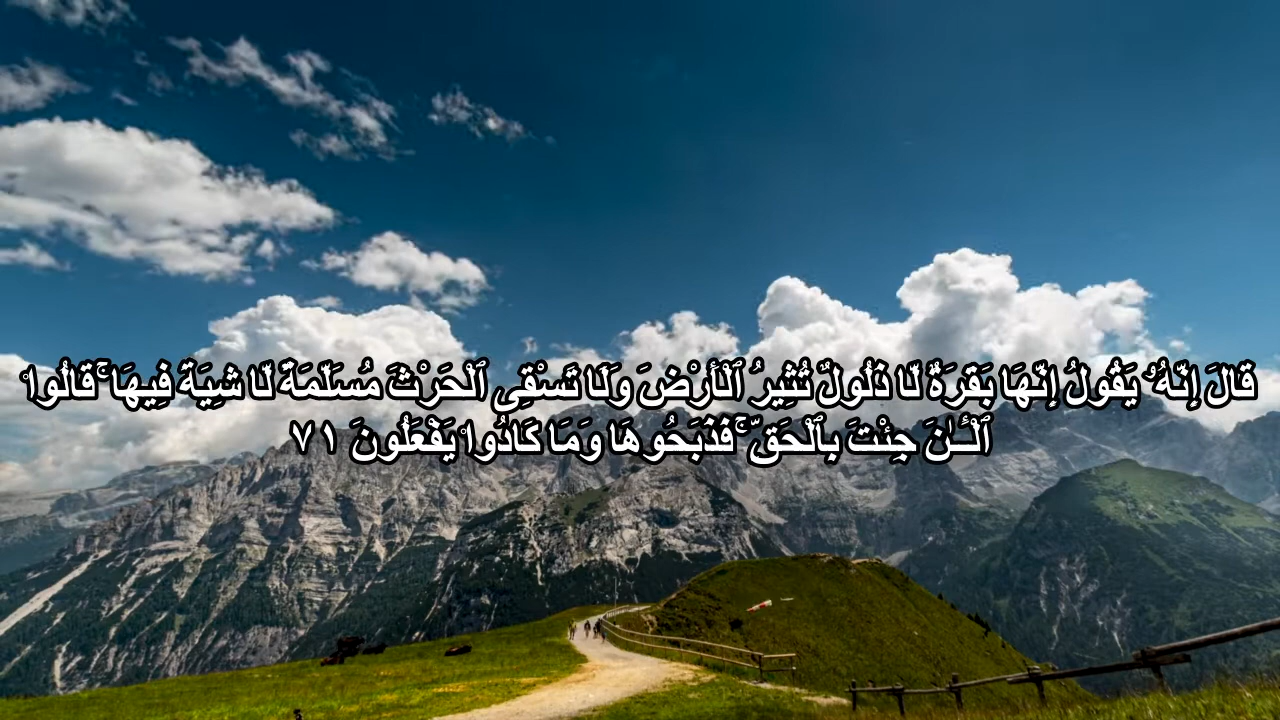 قَالَ إِنَّهُۥ يَقُولُ إِنَّهَا بَقَرَةٌ لَّا ذَلُولٌ تُثِيرُ ٱلْأَرْضَ وَلَا تَسْقِى ٱلْحَرْثَ مُسَلَّمَةٌ لَّا شِيَةَ فِيهَا ۚ قَالُوا۟
ٱلْـَٔـٰنَ جِئْتَ بِٱلْحَقِّ ۚ فَذَبَحُوهَا وَمَا كَادُوا۟ يَفْعَلُونَ ٧١